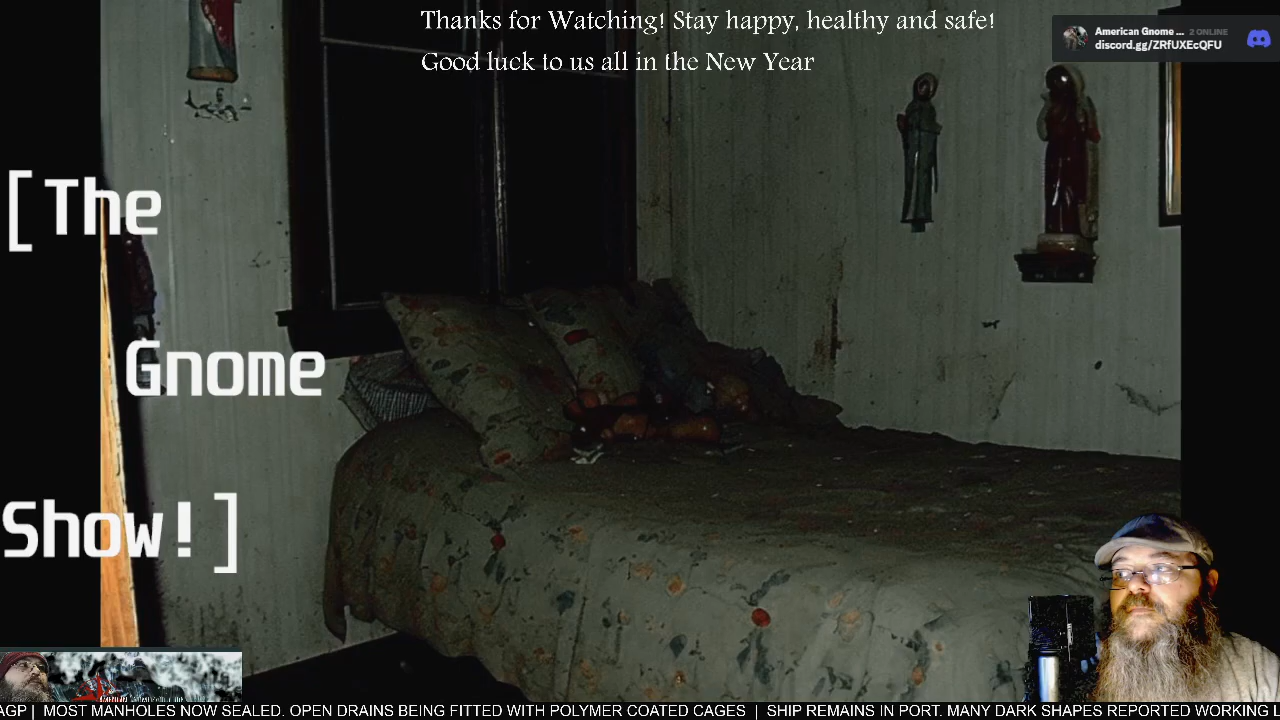 Thanks for Watching! Stay happy, healthy and safe!
Good luck to us all in the New Year
American Gnome ... 2 ONLINE
discord.gg/ZRfUXEcQFU
[The
Gnome
Show!]
AGP | MOST MANHOLES NOW SEALED. OPEN DRAINS BEING FITTED WITH POLYMER COATED CAGES | SHIP REMAINS IN PORT. MANY DARK SHAPES REPORTED WORKING I